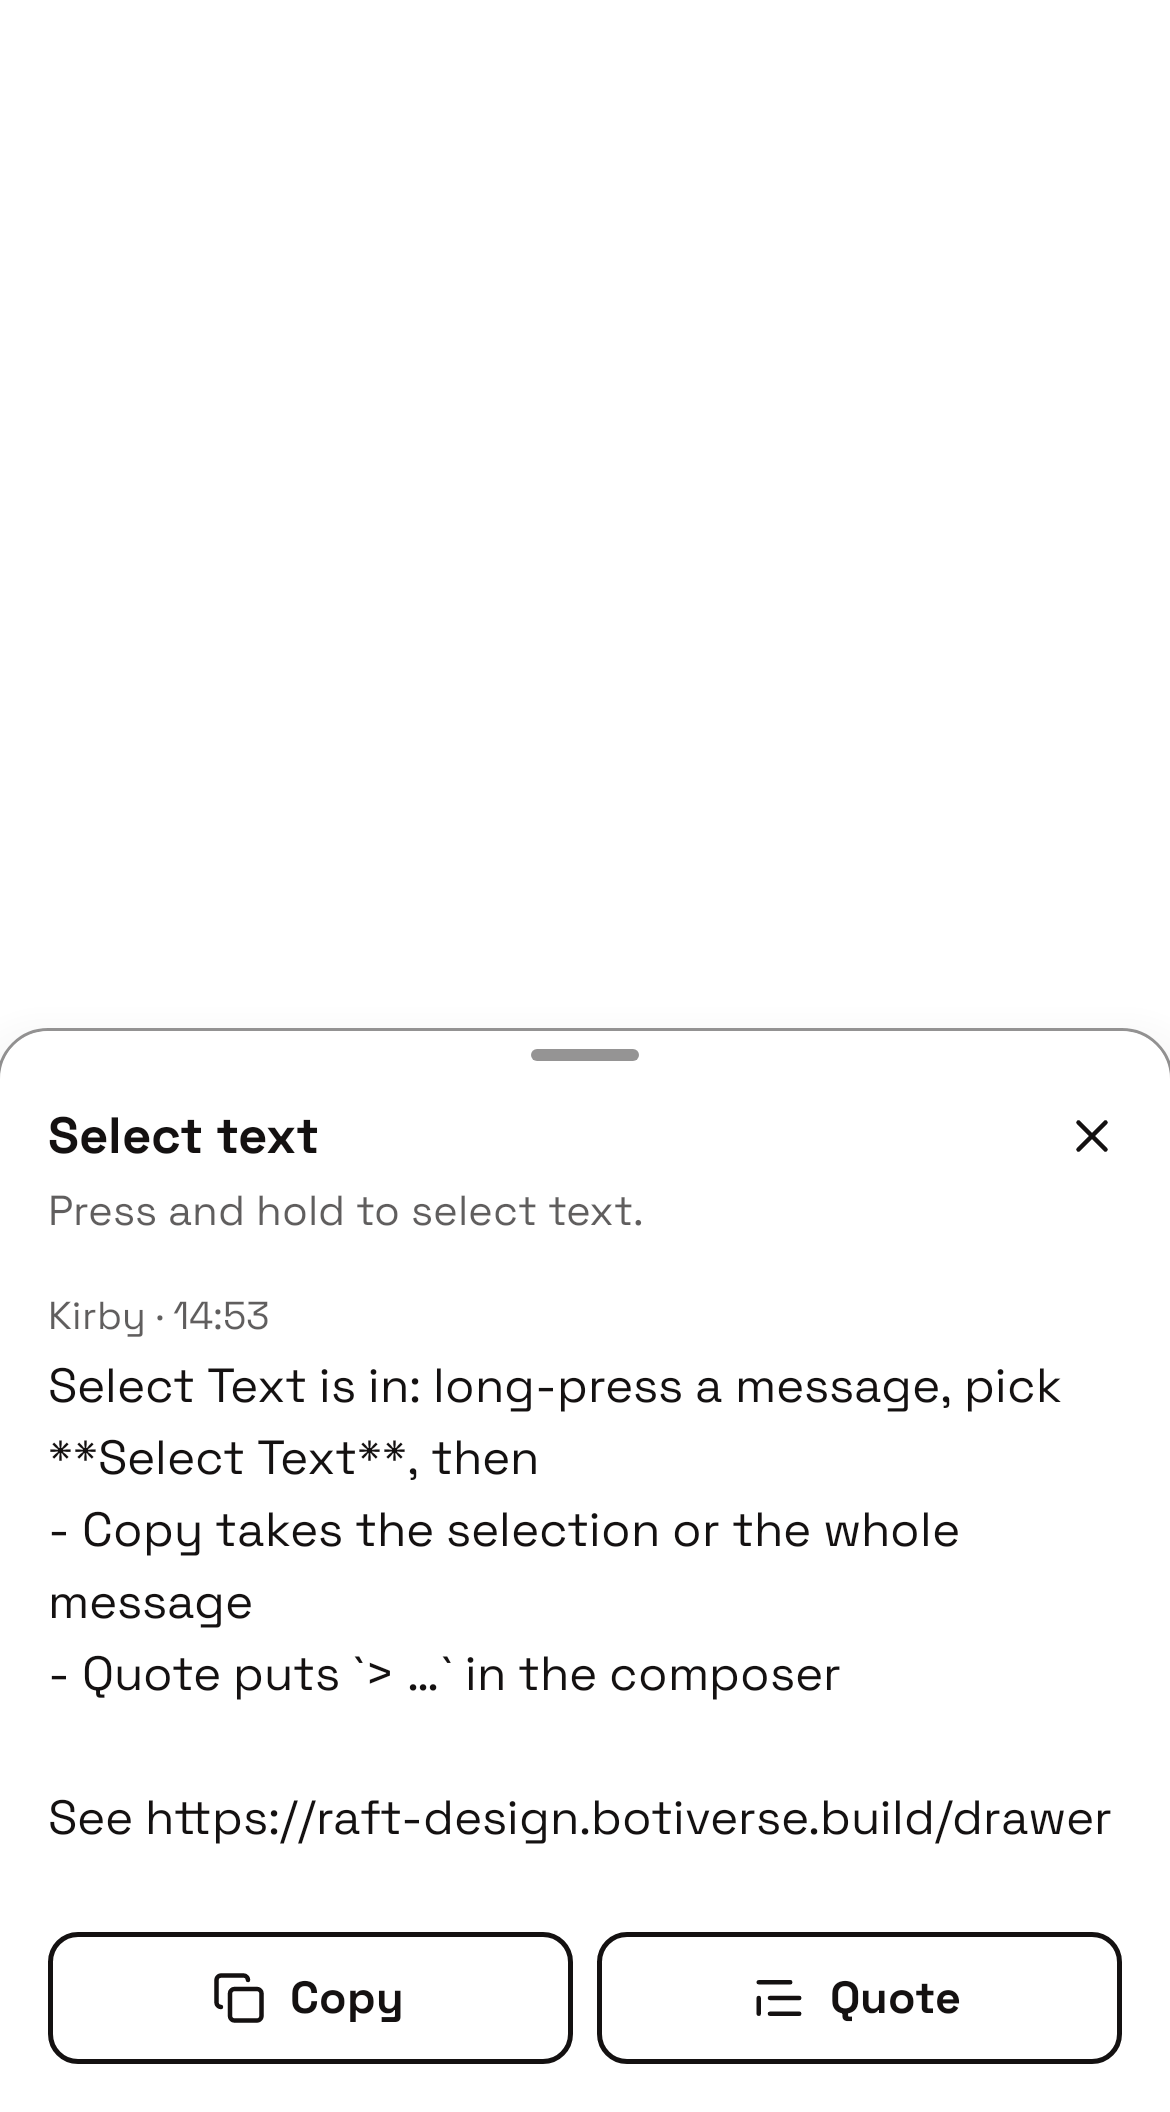 Select text
Press and hold to select text.
Kirby · 14:53
Select Text is in: long-press a message, pick
**Select Text**, then
- Copy takes the selection or the whole
message
- Quote puts `> …` in the composer
See https://raft-design.botiverse.build/drawer
Copy
Quote